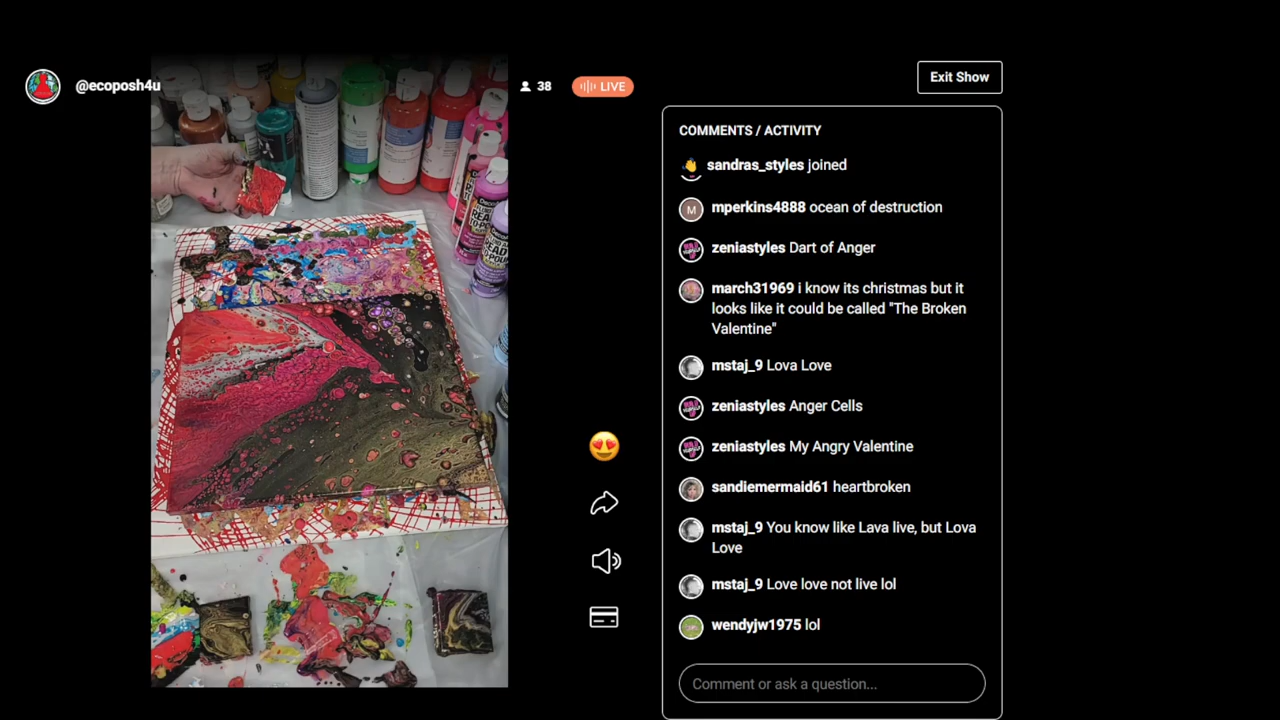 @ecoposh4u
38
LIVE
Exit Show
COMMENTS / ACTIVITY
sandras_styles joined
M
mperkins4888 ocean of destruction
zeniastyles Dart of Anger
march31969 i know its christmas but it
looks like it could be called "The Broken
Valentine"
mstaj_9 Lova Love
zeniastyles Anger Cells
zeniastyles My Angry Valentine
sandiemermaid61 heartbroken
mstaj_9 You know like Lava live, but Lova
Love
mstaj_9 Love love not live lol
wendyjw1975 lol
Comment or ask a question...